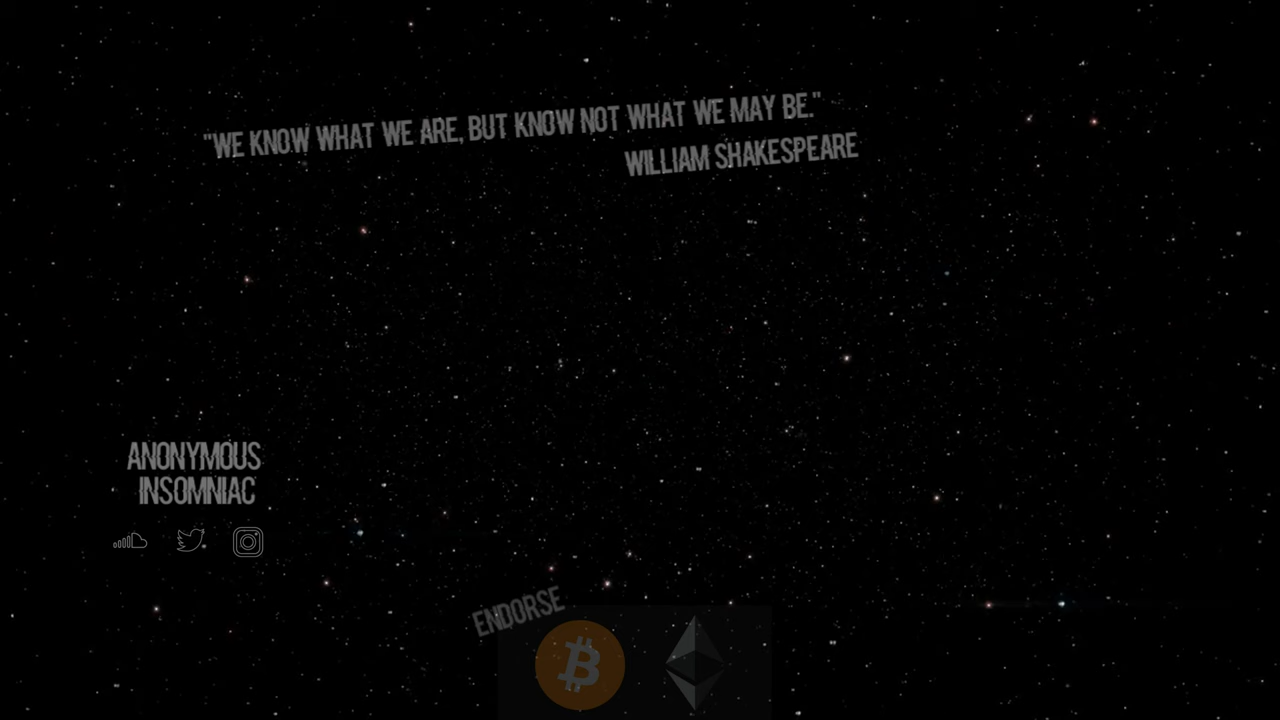 "WE KNOW WHAT WE ARE, BUT KNOW NOT WHAT WE MAY BE."
WILLIAM SHAKESPEARE
ANONYMOUS
INSOMNIAC
ENDORSE